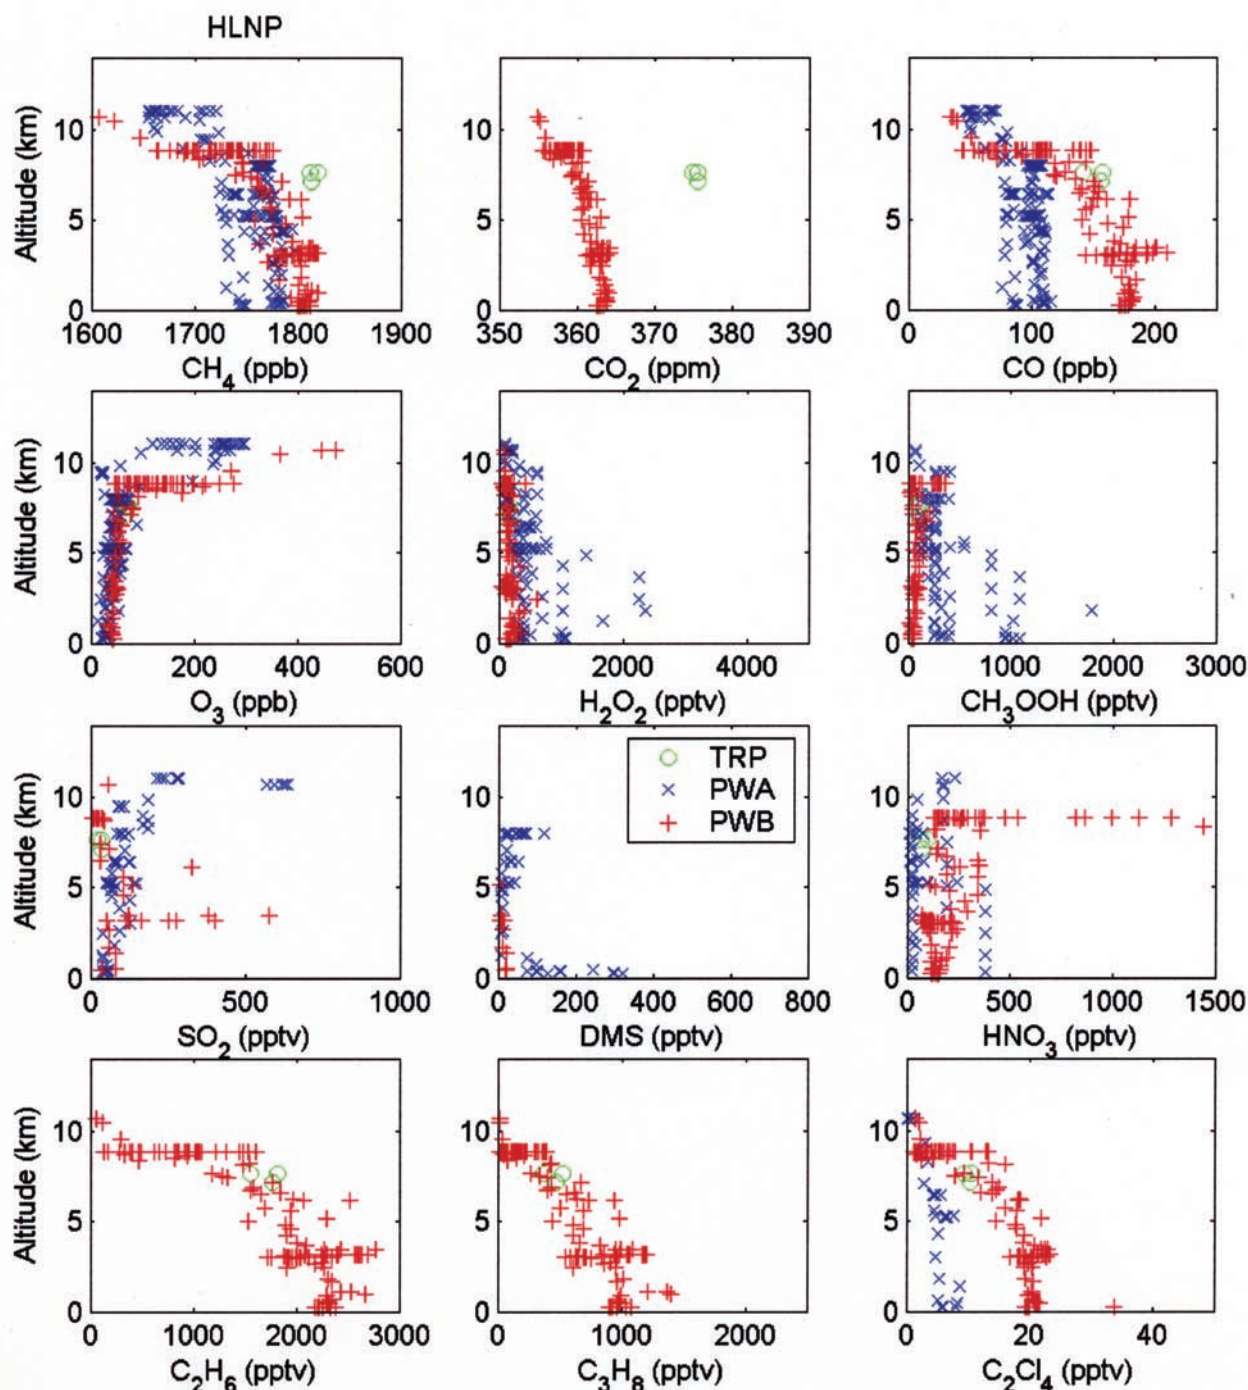 HLNP
Altitude (km)
10
5
0
1600 1700 1800 1900
CH4 (ppb)
350 360 370 380 390
CO2 (ppm)
10
5
0
0 100 200
CO (ppb)
10
5
0
Altitude (km)
10
5
0
0 200 400 600
O3 (ppb)
10
5
0
0 2000 4000
H2O2 (pptv)
10
5
0
0 1000 2000 3000
CH3OOH (pptv)
Altitude (km)
10
5
0
0 500 1000
SO2 (pptv)
10
5
0
0 200 400 600 800
DMS (pptv)
TRP
PWA
PWB
10
5
0
0 500 1000 1500
HNO3 (pptv)
Altitude (km)
10
5
0
0 1000 2000 3000
C2H6 (pptv)
10
5
0
0 1000 2000
C3H8 (pptv)
10
5
0
0 20 40
C2Cl4 (pptv)